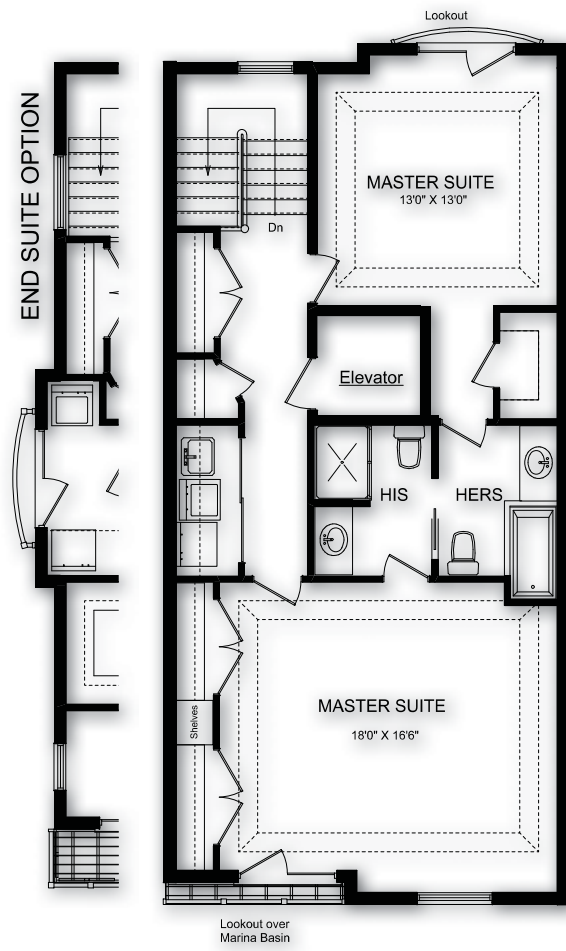 Lookout
END SUITE OPTION
MASTER SUITE
13'0" X 13'0"
Dn
Elevator
HIS
HERS
MASTER SUITE
18'0" X 16'6"
Shelves
Lookout over
Marina Basin